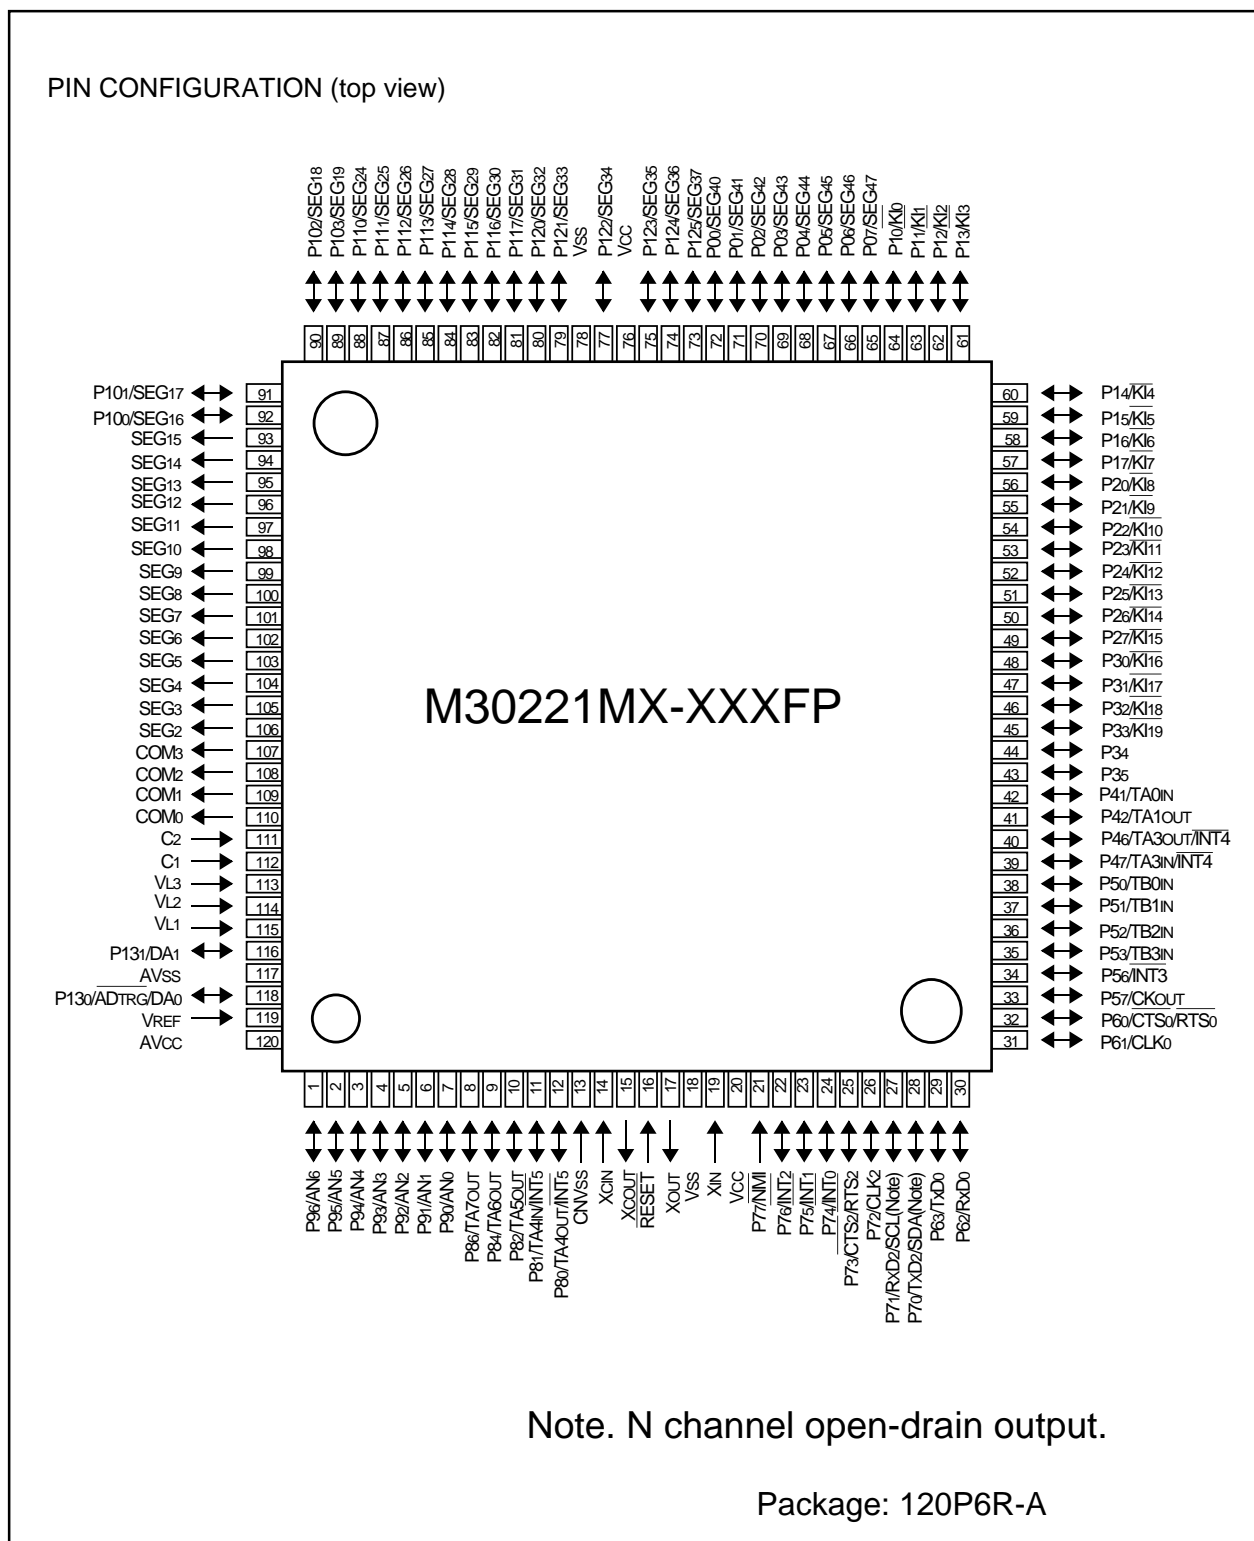 PIN CONFIGURATION (top view)
P102/SEG18
P103/SEG19
P110/SEG24
P111/SEG25
P112/SEG26
P113/SEG27
P114/SEG28
P115/SEG29
P116/SEG30
P117/SEG31
P120/SEG32
P121/SEG33
VSS
P122/SEG34
VCC
P123/SEG35
P124/SEG36
P125/SEG37
P00/SEG40
P01/SEG41
P02/SEG42
P03/SEG43
P04/SEG44
P05/SEG45
P06/SEG46
P07/SEG47
P10/KI0
P11/KI1
P12/KI2
P13/KI3
90 89 88 87 86 85 84 83 82 81 80 79 78 77 76 75 74 73 72 71 70 69 68 67 66 65 64 63 62 61
P101/SEG17 91
P100/SEG16 92
SEG15 93
SEG14 94
SEG13 95
SEG12 96
SEG11 97
SEG10 98
SEG9 99
SEG8 100
SEG7 101
SEG6 102
SEG5 103
SEG4 104
SEG3 105
SEG2 106
COM3 107
COM2 108
COM1 109
COM0 110
C2 111
C1 112
VL3 113
VL2 114
VL1 115
P131/DA1 116
AVSS 117
P130/ADTRG/DA0 118
VREF 119
AVCC 120
M30221MX-XXXFP
60 P14/KI4
59 P15/KI5
58 P16/KI6
57 P17/KI7
56 P20/KI8
55 P21/KI9
54 P22/KI10
53 P23/KI11
52 P24/KI12
51 P25/KI13
50 P26/KI14
49 P27/KI15
48 P30/KI16
47 P31/KI17
46 P32/KI18
45 P33/KI19
44 P34
43 P35
42 P41/TA0IN
41 P42/TA1OUT
40 P46/TA3OUT/INT4
39 P47/TA3IN/INT4
38 P50/TB0IN
37 P51/TB1IN
36 P52/TB2IN
35 P53/TB3IN
34 P56/INT3
33 P57/CKOUT
32 P60/CTS0/RTS0
31 P61/CLK0
1 2 3 4 5 6 7 8 9 10 11 12 13 14 15 16 17 18 19 20 21 22 23 24 25 26 27 28 29 30
P96/AN6
P95/AN5
P94/AN4
P93/AN3
P92/AN2
P91/AN1
P90/AN0
P86/TA7OUT
P84/TA6OUT
P82/TA5OUT
P81/TA4IN/INT5
P80/TA4OUT/INT5
CNVSS
XCIN
XCOUT
RESET
XOUT
VSS
XIN
VCC
P77/NMI
P76/INT2
P75/INT1
P74/INT0
P73/CTS2/RTS2
P72/CLK2
P71/RxD2/SCL(Note)
P70/TxD2/SDA(Note)
P63/TxD0
P62/RxD0
Note. N channel open-drain output.
Package: 120P6R-A